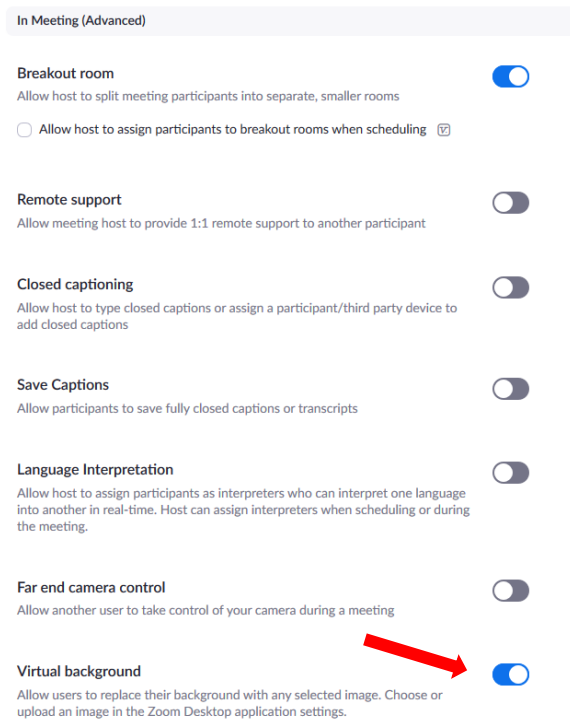 In Meeting (Advanced)
Breakout room
Allow host to split meeting participants into separate, smaller rooms
Allow host to assign participants to breakout rooms when scheduling
Remote support
Allow meeting host to provide 1:1 remote support to another participant
Closed captioning
Allow host to type closed captions or assign a participant/third party device to
add closed captions
Save Captions
Allow participants to save fully closed captions or transcripts
Language Interpretation
Allow host to assign participants as interpreters who can interpret one language
into another in real-time. Host can assign interpreters when scheduling or during
the meeting.
Far end camera control
Allow another user to take control of your camera during a meeting
Virtual background
Allow users to replace their background with any selected image. Choose or
upload an image in the Zoom Desktop application settings.